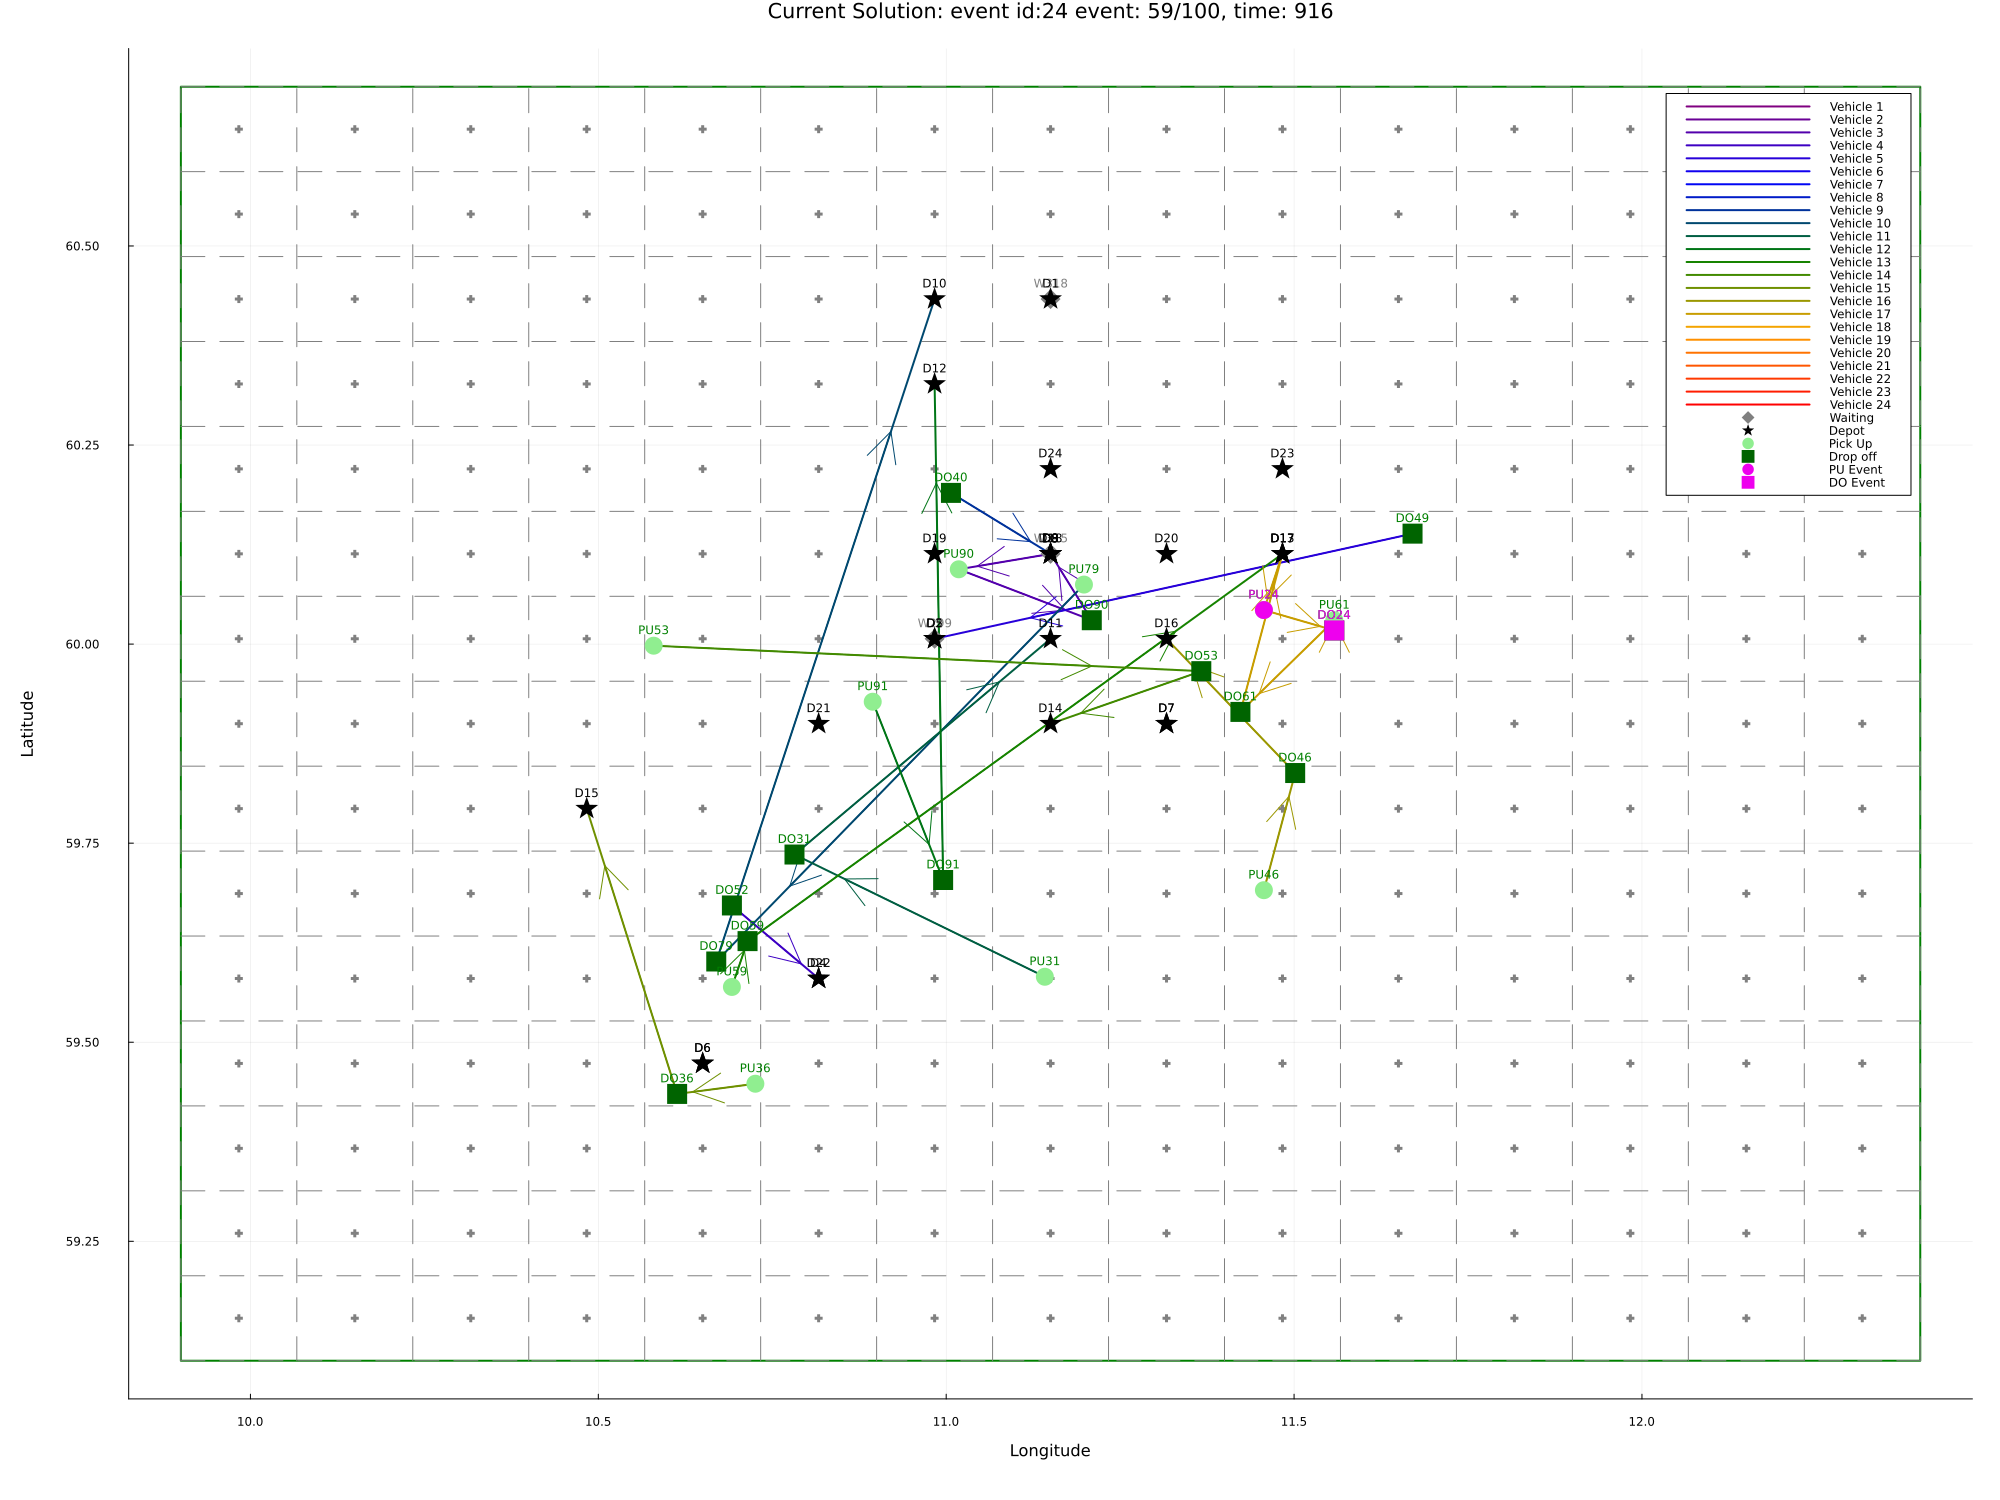 Current Solution: event id:24 event: 59/100, time: 916
Vehicle 1
Vehicle 2
Vehicle 3
Vehicle 4
Vehicle 5
Vehicle 6
Vehicle 7
Vehicle 8
Vehicle 9
Vehicle 10
Vehicle 11
Vehicle 12
Vehicle 13
Vehicle 14
Vehicle 15
Vehicle 16
Vehicle 17
Vehicle 18
Vehicle 19
Vehicle 20
Vehicle 21
Vehicle 22
Vehicle 23
Vehicle 24
Waiting
Depot
Pick Up
Drop off
PU Event
DO Event
60.50
60.25
60.00
59.75
59.50
59.25
Latitude
D10
D1
D12
D24
D23
DO40
DO49
D19
D20
PU90
PU79
PU24
DO90
PU61
DO24
PU53
D11
D16
DO53
PU91
DO61
D21
D14
D7
DO46
D15
DO31
DO91
PU46
DO52
DO59
DO79
PU59
D22
PU31
D6
PU36
DO36
10.0
10.5
11.0
11.5
12.0
Longitude